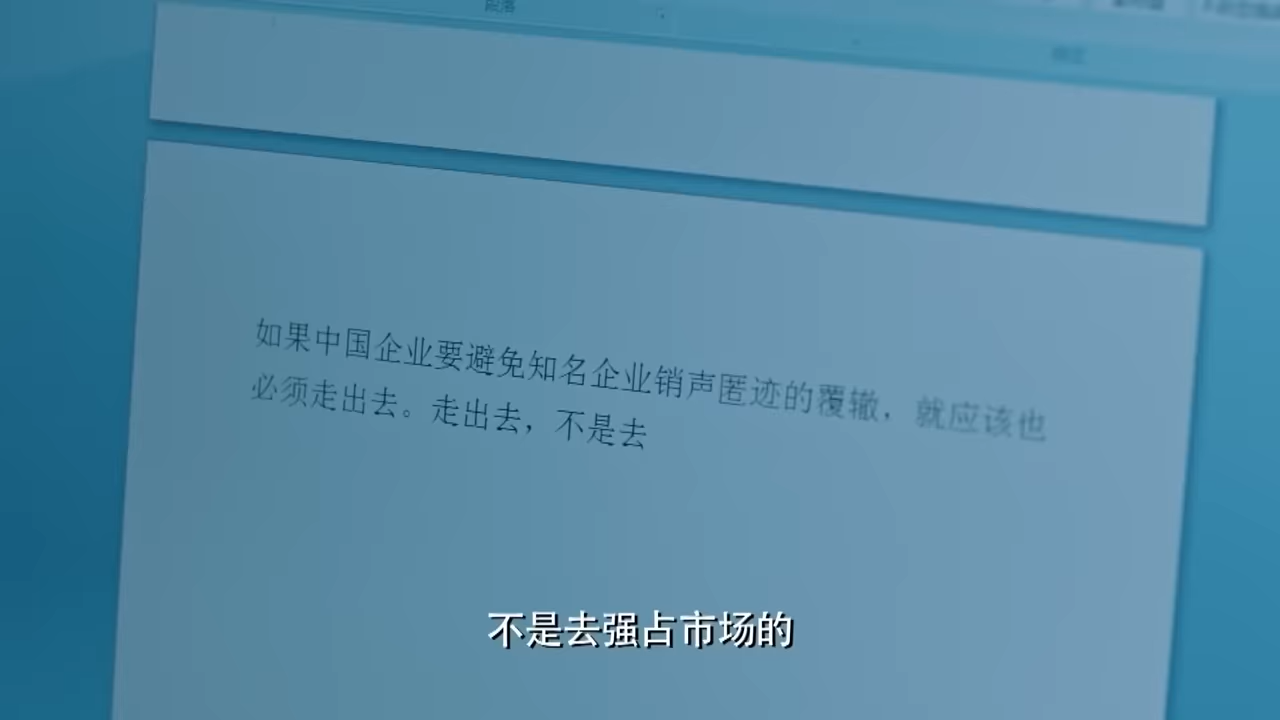 段落
如果中国企业要避免知名企业销声匿迹的覆辙，就应该也
必须走出去。走出去，不是去
不是去强占市场的